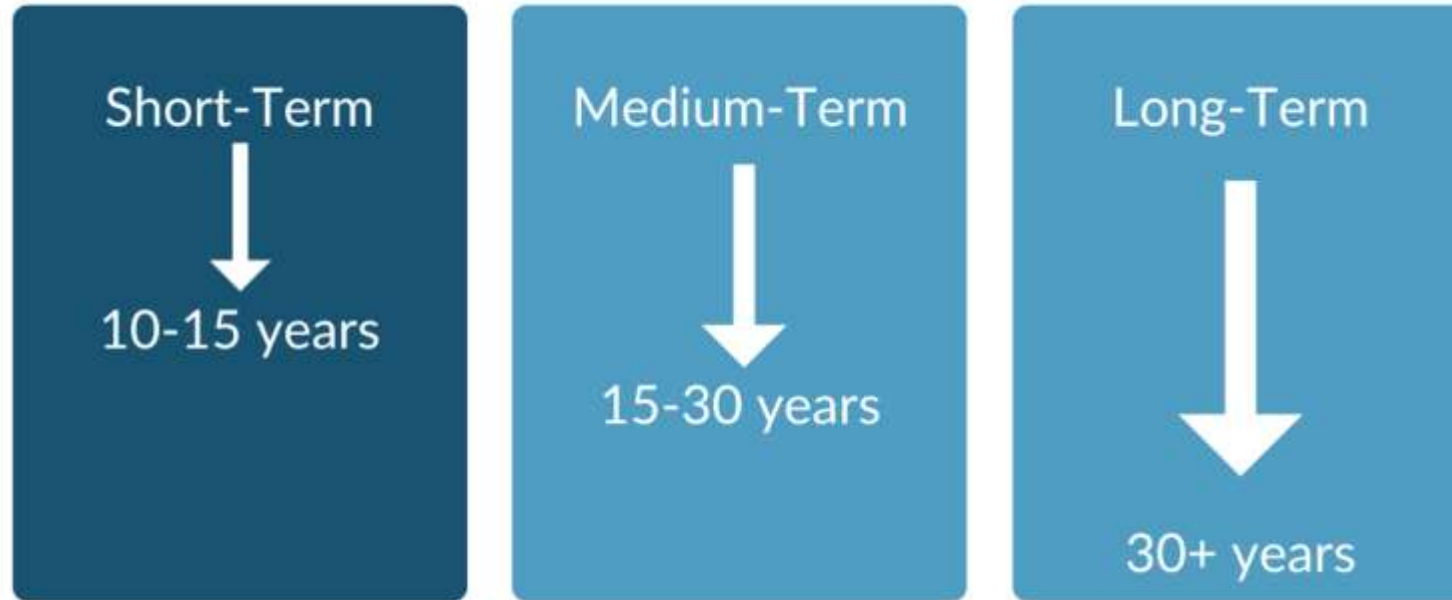 Short-Term
10-15 years
Medium-Term
15-30 years
Long-Term
30+ years